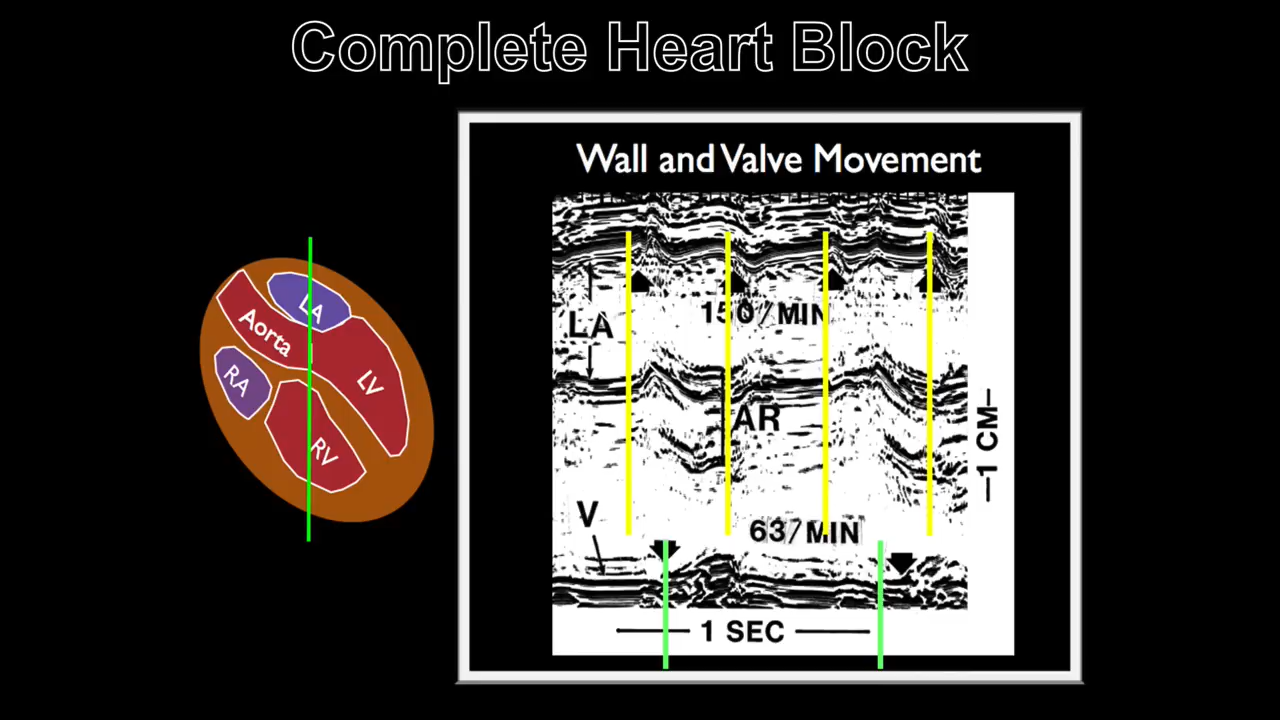 Complete Heart Block
Wall and Valve Movement
LA
Aorta
RA
LV
RV
150/MIN
LA
AR
1 CM
V
63/MIN
1 SEC